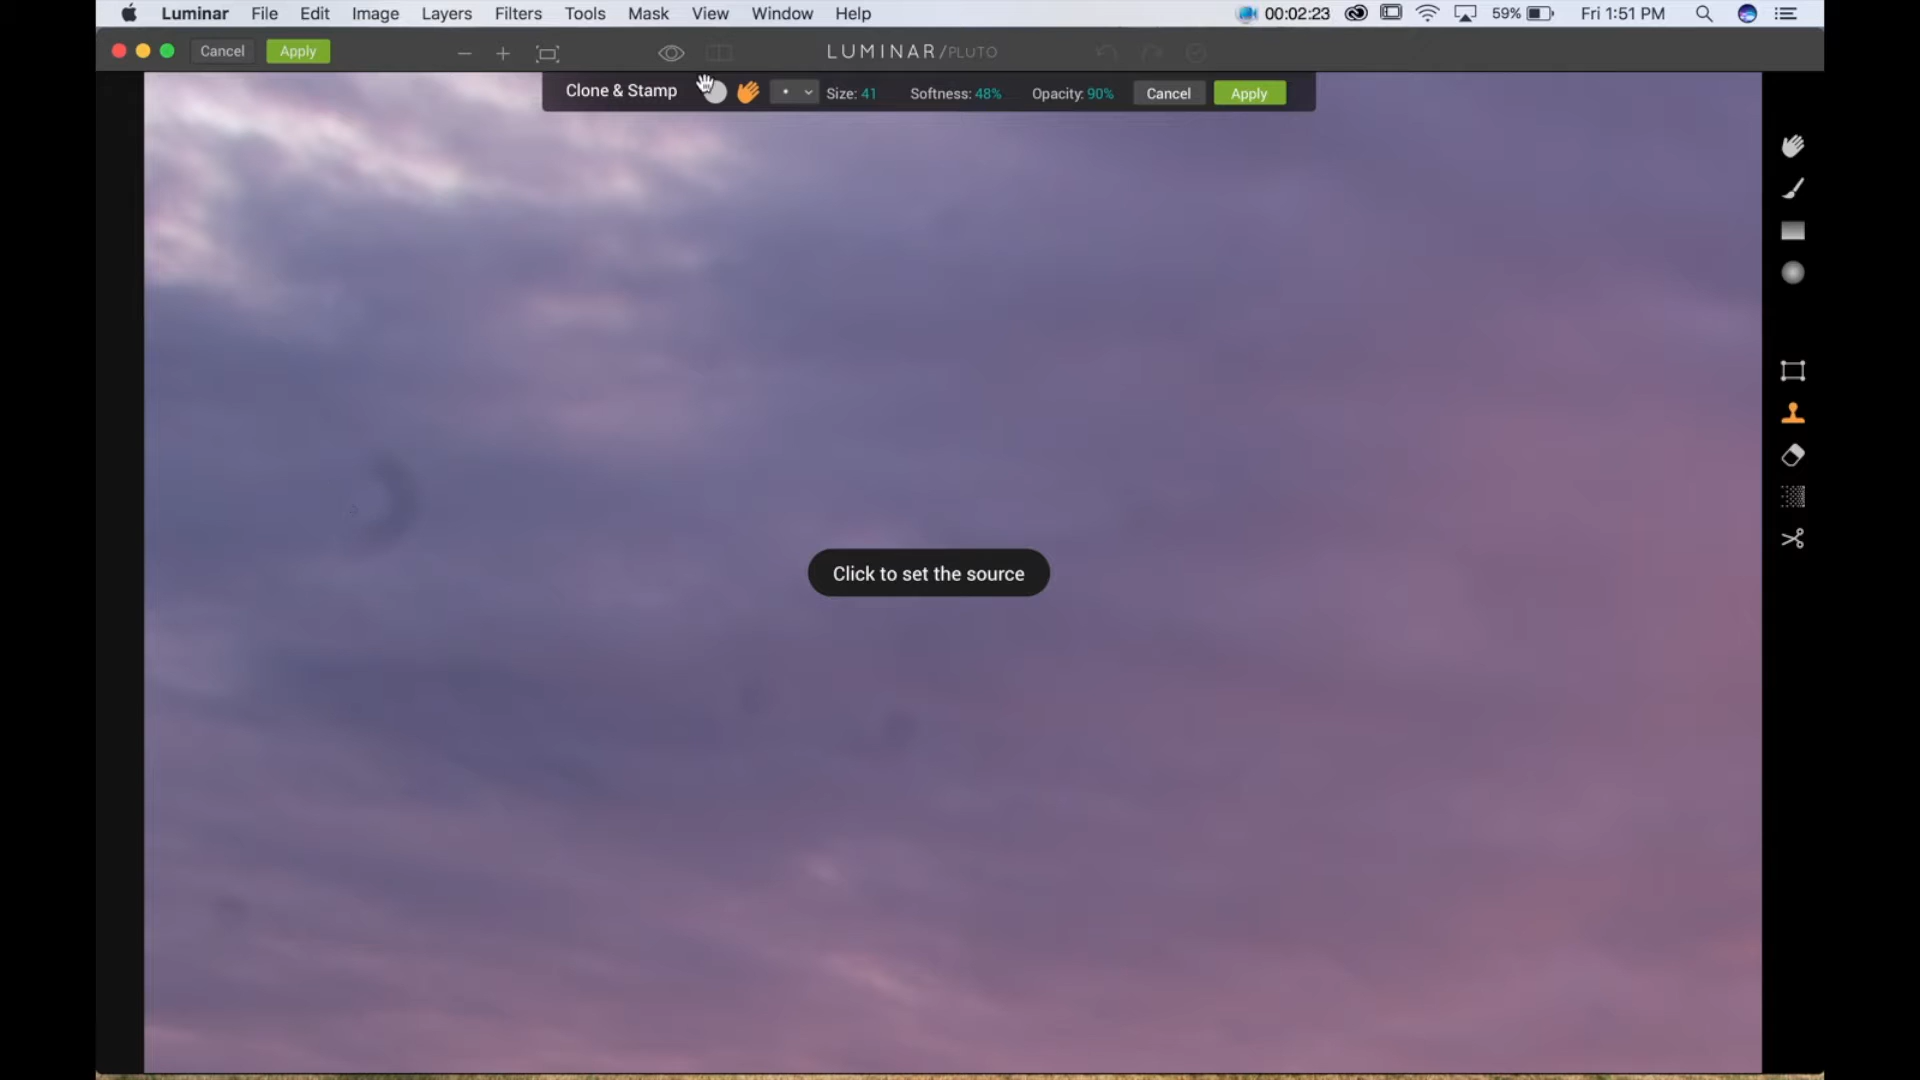 Luminar File Edit Image Layers Filters Tools Mask View Window Help 00:02:23 59% Fri 1:51 PM
Cancel Apply LUMINAR/PLUTO
Clone & Stamp Size: 41 Softness: 48% Opacity: 90% Cancel Apply
Click to set the source